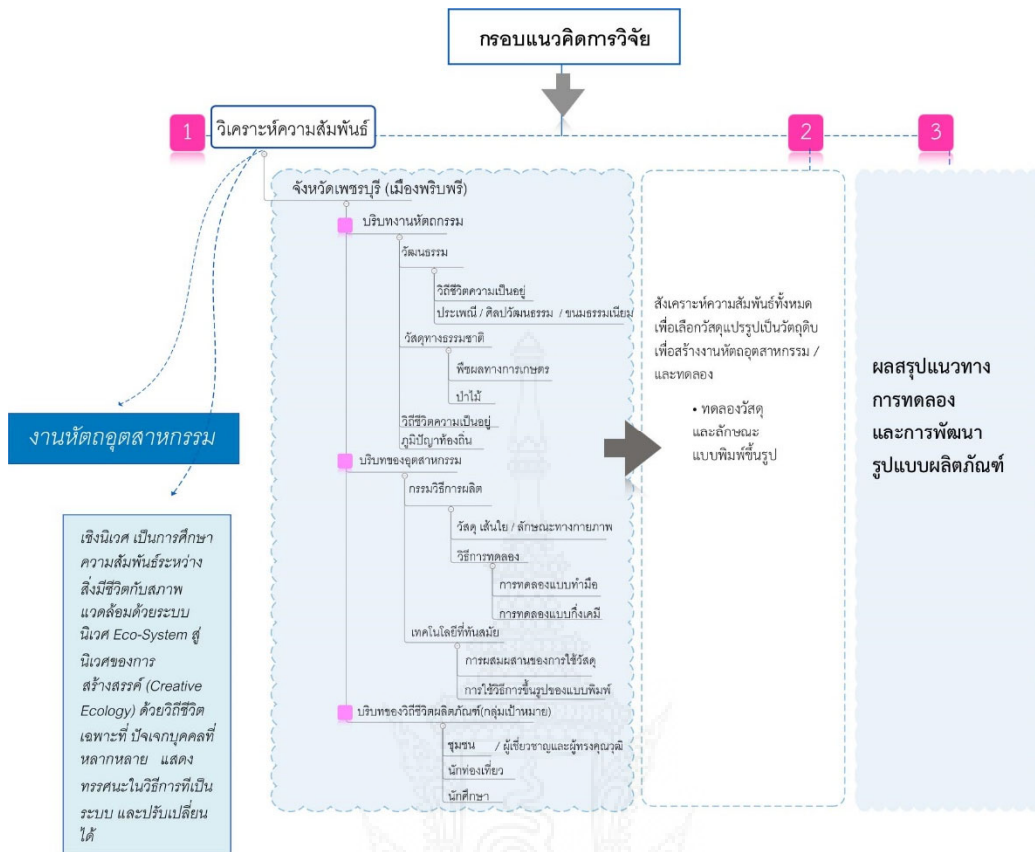 กรอบแนวคิดการวิจัย
1
วิเคราะห์ความสัมพันธ์
2
3
จังหวัดเพชรบุรี (เมืองพริบพรี)
บริบทงานหัตถกรรม
วัฒนธรรม
วิถีชีวิตความเป็นอยู่
ประเพณี / ศิลปวัฒนธรรม / ขนมธรรมเนียม
วัสดุทางธรรมชาติ
พืชผลทางการเกษตร
ป่าไม้
วิถีชีวิตความเป็นอยู่
ภูมิปัญาท้องถิ่น
บริบทของอุตสาหกรรม
กรรมวิธีการผลิต
วัสดุ เส้นใย / ลักษณะทางกายภาพ
วิธีการทดลอง
การทดลองแบบทำมือ
การทดลองแบบกึ่งเคมี
เทคโนโลยีที่ทันสมัย
การผสมผสานของการใช้วัสดุ
การใช้วิธีการขึ้นรูปของแบบพิมพ์
บริบทของวิถีชีวิตผลิตภัณฑ์(กลุ่มเป้าหมาย)
ชุมชน / ผู้เชี่ยวชาญและผู้ทรงคุณวุฒิ
นักท่องเที่ยว
นักศึกษา
งานหัตถอุตสาหกรรม
เชิงนิเวศ เป็นการศึกษา
ความสัมพันธ์ระหว่าง
สิ่งมีชีวิตกับสภาพ
แวดล้อมด้วยระบบ
นิเวศ Eco-System สู่
นิเวศของการ
สร้างสรรค์ (Creative
Ecology) ด้วยวิถีชีวิต
เฉพาะที่ ปัจเจกบุคคลที่
หลากหลาย แสดง
ทรรศนะในวิธีการที่เป็น
ระบบ และปรับเปลี่ยน
ได้
สังเคราะห์ความสัมพันธ์ทั้งหมด
เพื่อเลือกวัสดุแปรรูปเป็นวัตถุดิบ
เพื่อสร้างงานหัตถอุตสาหกรรม /
และทดลอง
• ทดลองวัสดุ
และลักษณะ
แบบพิมพ์ขึ้นรูป
ผลสรุปแนวทาง
การทดลอง
และการพัฒนา
รูปแบบผลิตภัณฑ์